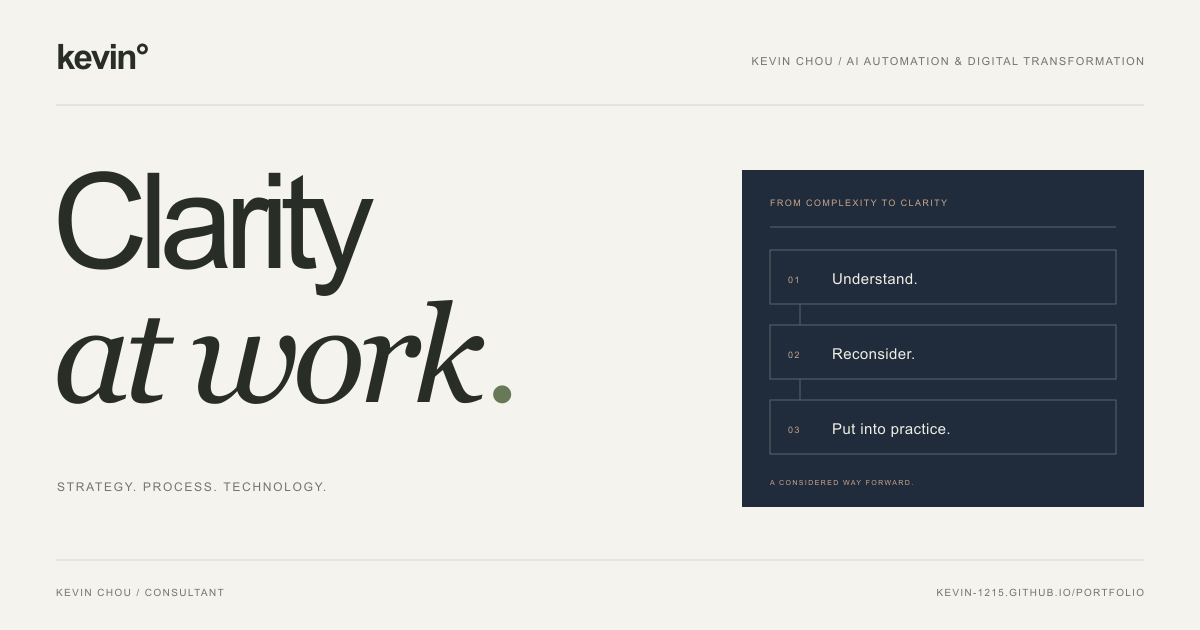 kevin°
KEVIN CHOU / AI AUTOMATION & DIGITAL TRANSFORMATION
Clarity
at work.
STRATEGY. PROCESS. TECHNOLOGY.
FROM COMPLEXITY TO CLARITY
01 Understand.
02 Reconsider.
03 Put into practice.
A CONSIDERED WAY FORWARD.
KEVIN CHOU / CONSULTANT
KEVIN-1215.GITHUB.IO/PORTFOLIO